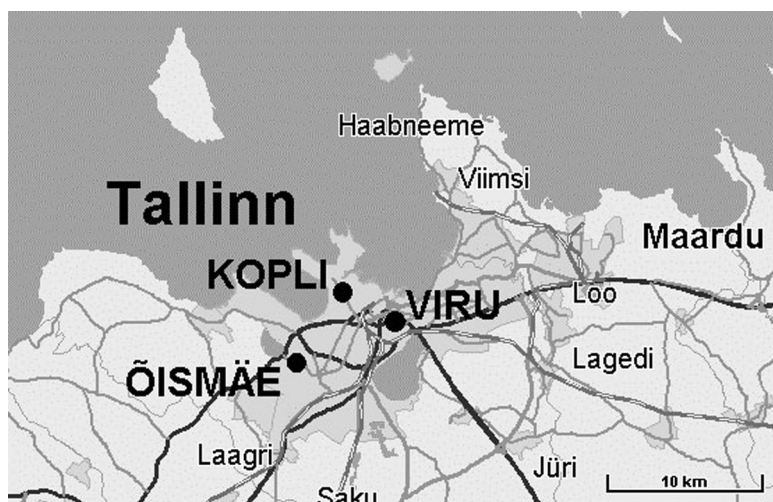 Haabneeme
Viimsi
Tallinn
Maardu
KOPLI
Loo
VIRU
Lagedi
ÕISMÄE
Laagri
Jüri
10 km
Saku